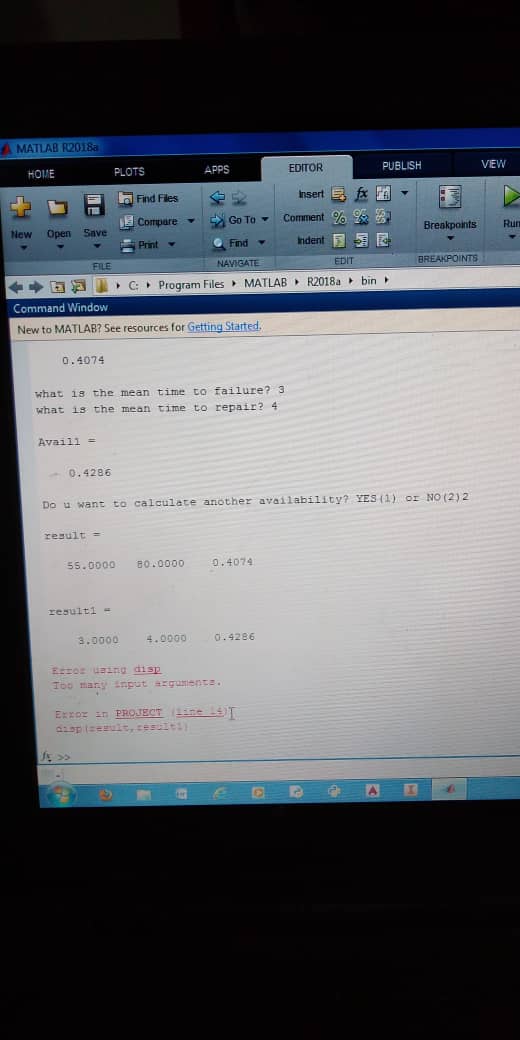 MATLAB R2018a
HOME PLOTS APPS EDITOR PUBLISH VIEW
New Open Save Find Files Compare Print Go To Find Insert Comment Indent fx Breakpoints Run
FILE NAVIGATE EDIT BREAKPOINTS
C: Program Files MATLAB R2018a bin
Command Window
New to MATLAB? See resources for Getting Started.
0.4074
what is the mean time to failure? 3
what is the mean time to repair? 4
Avail1 =
0.4286
Do u want to calculate another availability? YES(1) or NO(2)2
result =
55.0000 80.0000 0.4074
result1 =
3.0000 4.0000 0.4286
Error using disp
Too many input arguments.
Error in PROJECT (line 14)
disp(result,result1)
fx >>